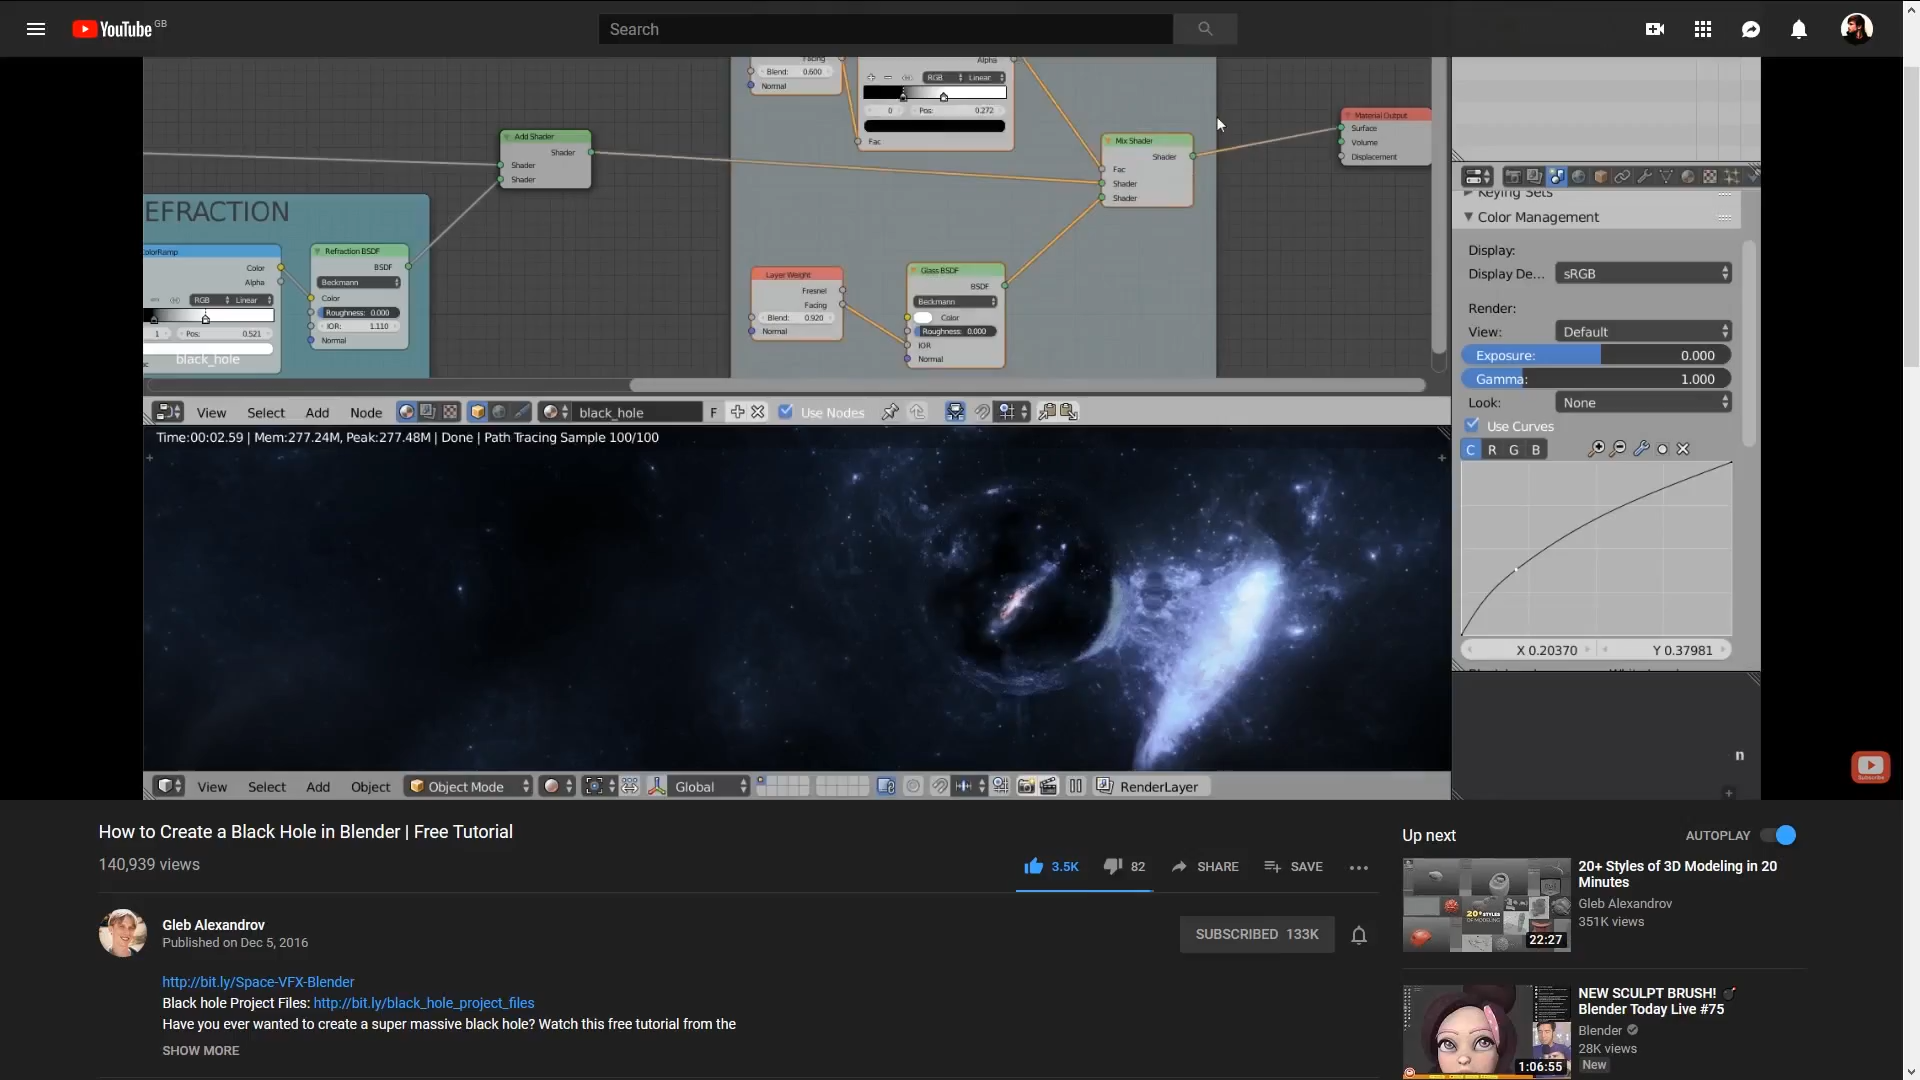 YouTube GB
Search
Facing
Blend: 0.600
Normal
Alpha
RGB Linear
0 Pos: 0.272
Fac
Add Shader
Shader
Shader
Shader
Mix Shader
Shader
Fac
Shader
Shader
Material Output
Surface
Volume
Displacement
EFRACTION
ColorRamp
Color
Alpha
RGB Linear
1 Pos: 0.521
black_hole
Refraction BSDF
BSDF
Beckmann
Color
Roughness: 0.000
IOR: 1.110
Normal
Layer Weight
Fresnel
Facing
Blend: 0.920
Normal
Glass BSDF
BSDF
Beckmann
Color
Roughness: 0.000
IOR
Normal
View Select Add Node black_hole F Use Nodes
Time:00:02.59 | Mem:277.24M, Peak:277.48M | Done | Path Tracing Sample 100/100
View Select Add Object Object Mode Global RenderLayer
Keying Sets
Color Management
Display:
Display De... sRGB
Render:
View: Default
Exposure: 0.000
Gamma: 1.000
Look: None
Use Curves
C R G B
X 0.20370 Y 0.37981
n
Subscribe
How to Create a Black Hole in Blender | Free Tutorial
140,939 views
3.5K 82 SHARE SAVE
Gleb Alexandrov
Published on Dec 5, 2016
SUBSCRIBED 133K
http://bit.ly/Space-VFX-Blender
Black hole Project Files: http://bit.ly/black_hole_project_files
Have you ever wanted to create a super massive black hole? Watch this free tutorial from the
SHOW MORE
Up next
AUTOPLAY
20+ STYLES
OF MODELING
22:27
20+ Styles of 3D Modeling in 20
Minutes
Gleb Alexandrov
351K views
1:06:55
NEW SCULPT BRUSH!
Blender Today Live #75
Blender
28K views
New